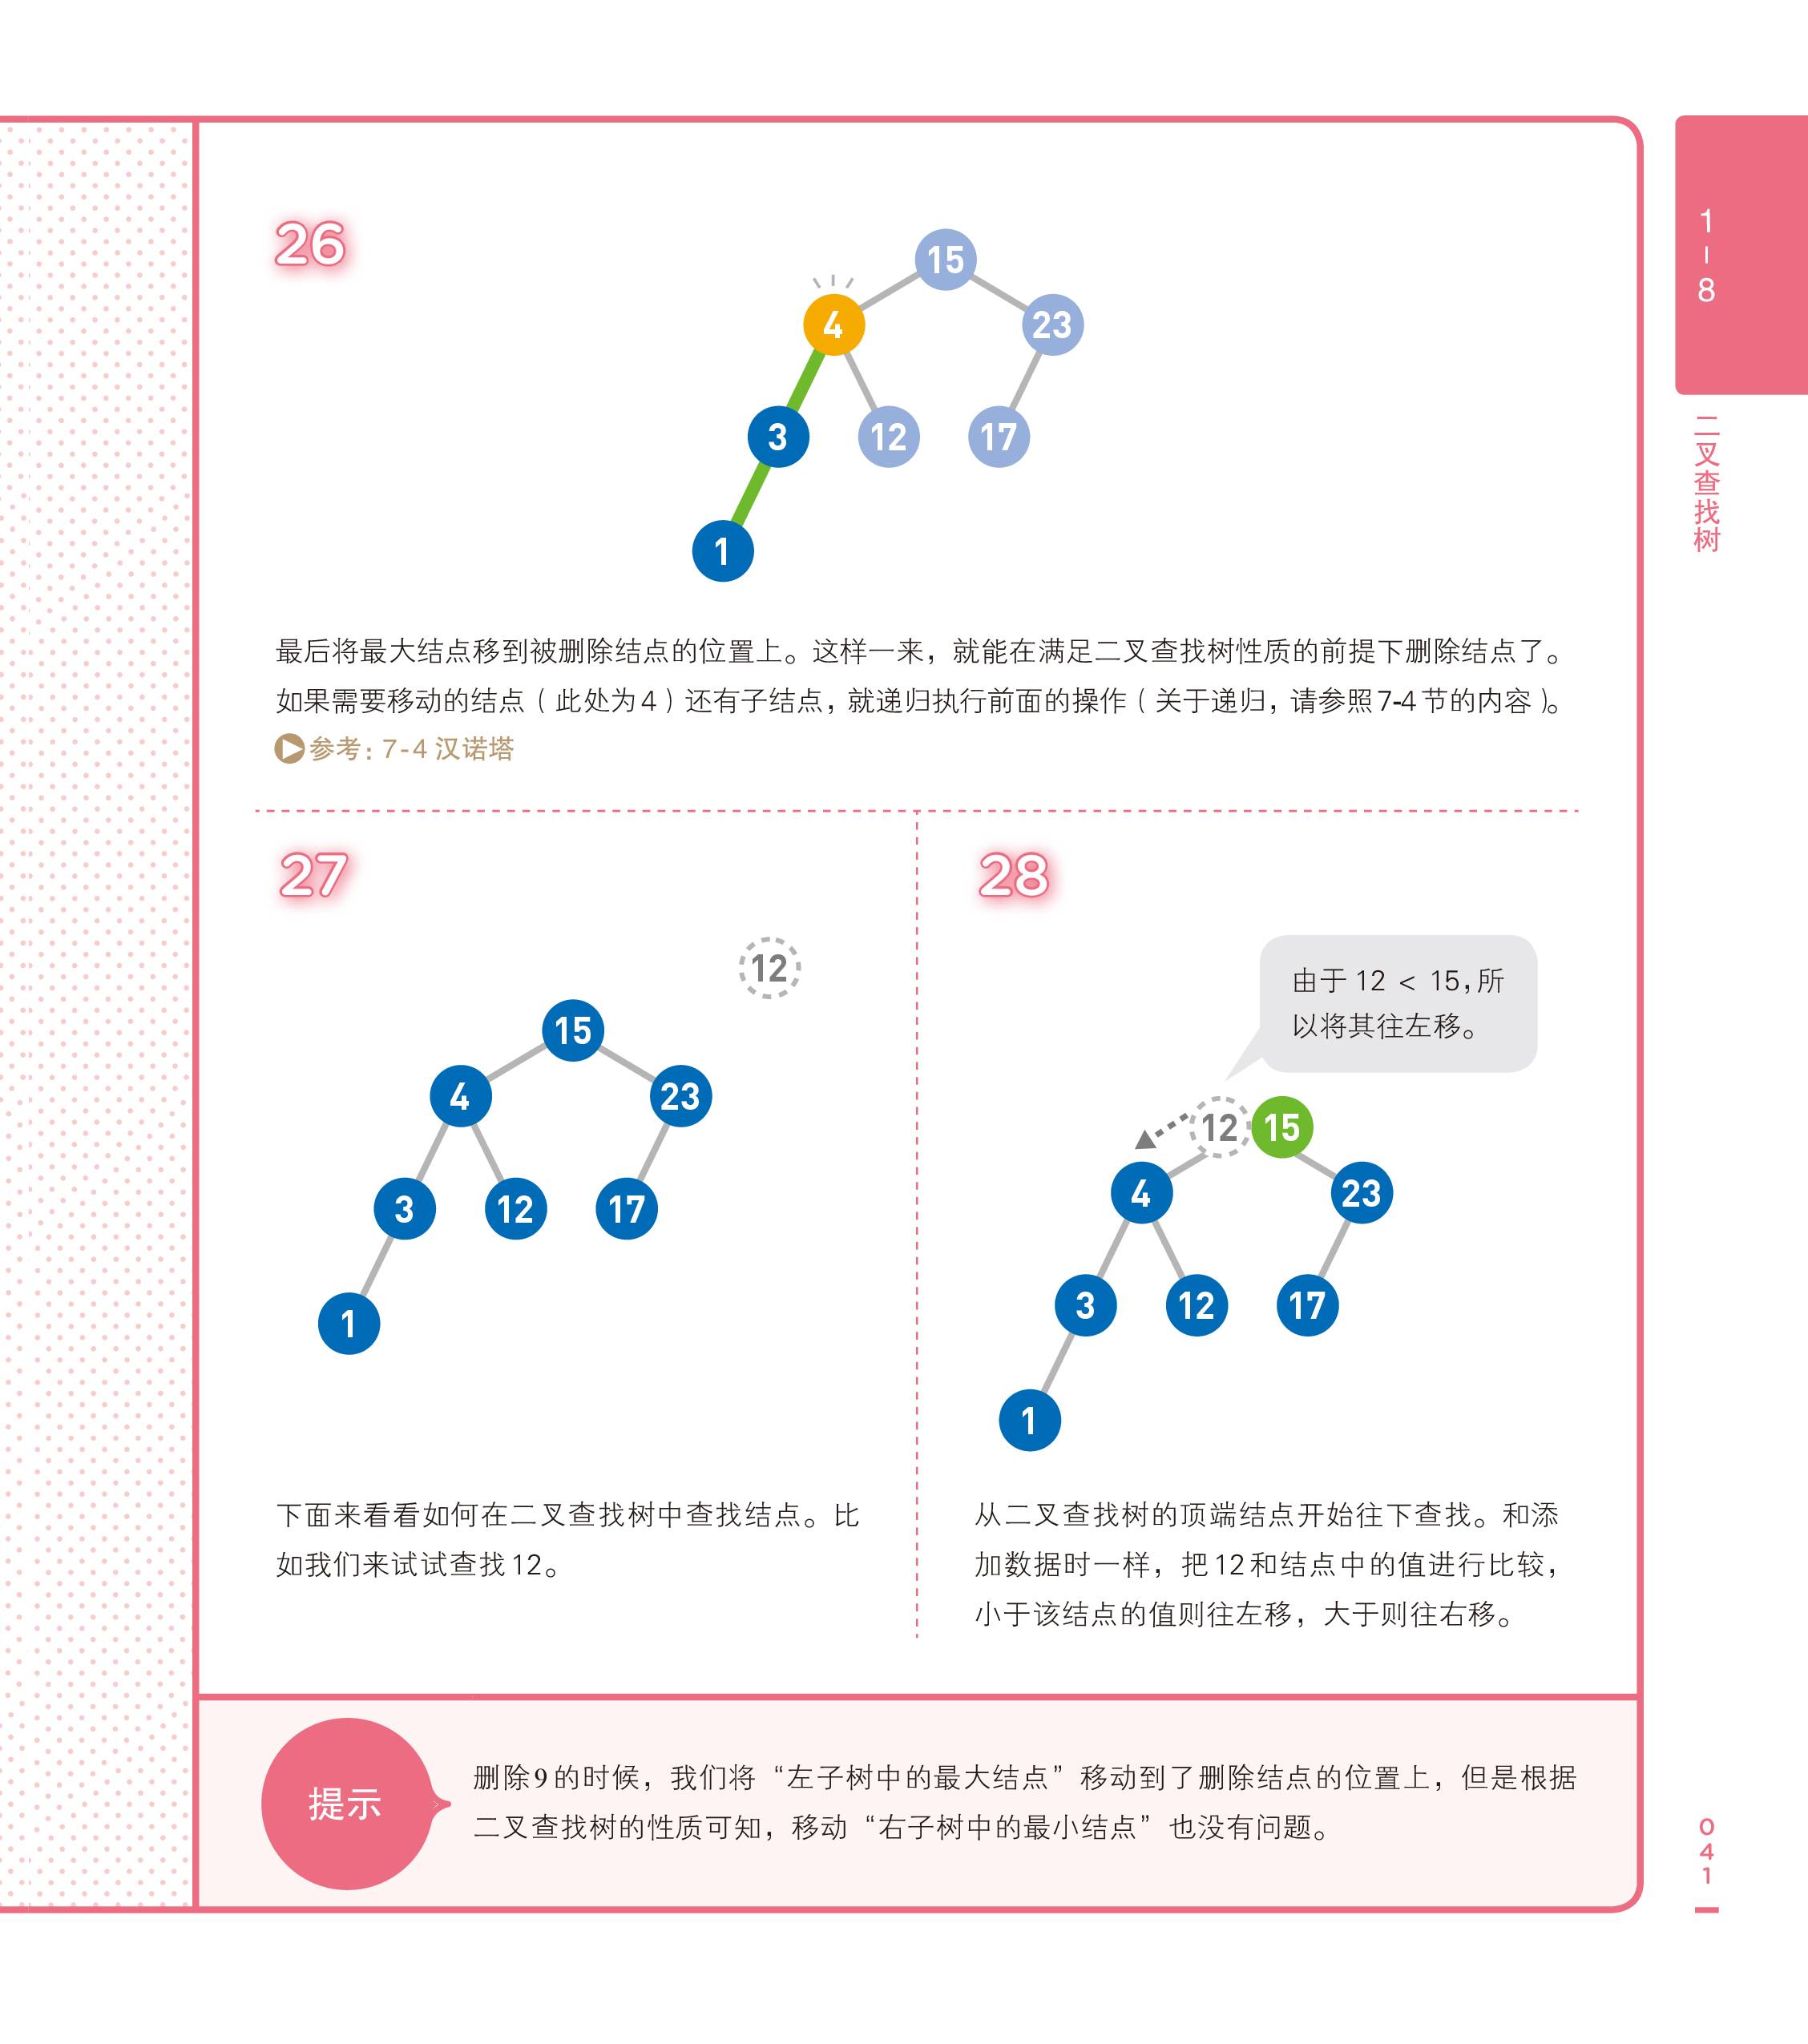 1-8
二叉查找树
26
15
4
23
3
12
17
1
最后将最大结点移到被删除结点的位置上。这样一来，就能在满足二叉查找树性质的前提下删除结点了。
如果需要移动的结点（此处为4）还有子结点，就递归执行前面的操作（关于递归，请参照7-4节的内容）。
参考：7-4 汉诺塔
27
12
15
4
23
3
12
17
1
下面来看看如何在二叉查找树中查找结点。比
如我们来试试查找12。
28
由于 12 < 15，所
以将其往左移。
12
15
4
23
3
12
17
1
从二叉查找树的顶端结点开始往下查找。和添
加数据时一样，把12和结点中的值进行比较，
小于该结点的值则往左移，大于则往右移。
提示
删除9的时候，我们将“左子树中的最大结点”移动到了删除结点的位置上，但是根据
二叉查找树的性质可知，移动“右子树中的最小结点”也没有问题。
041